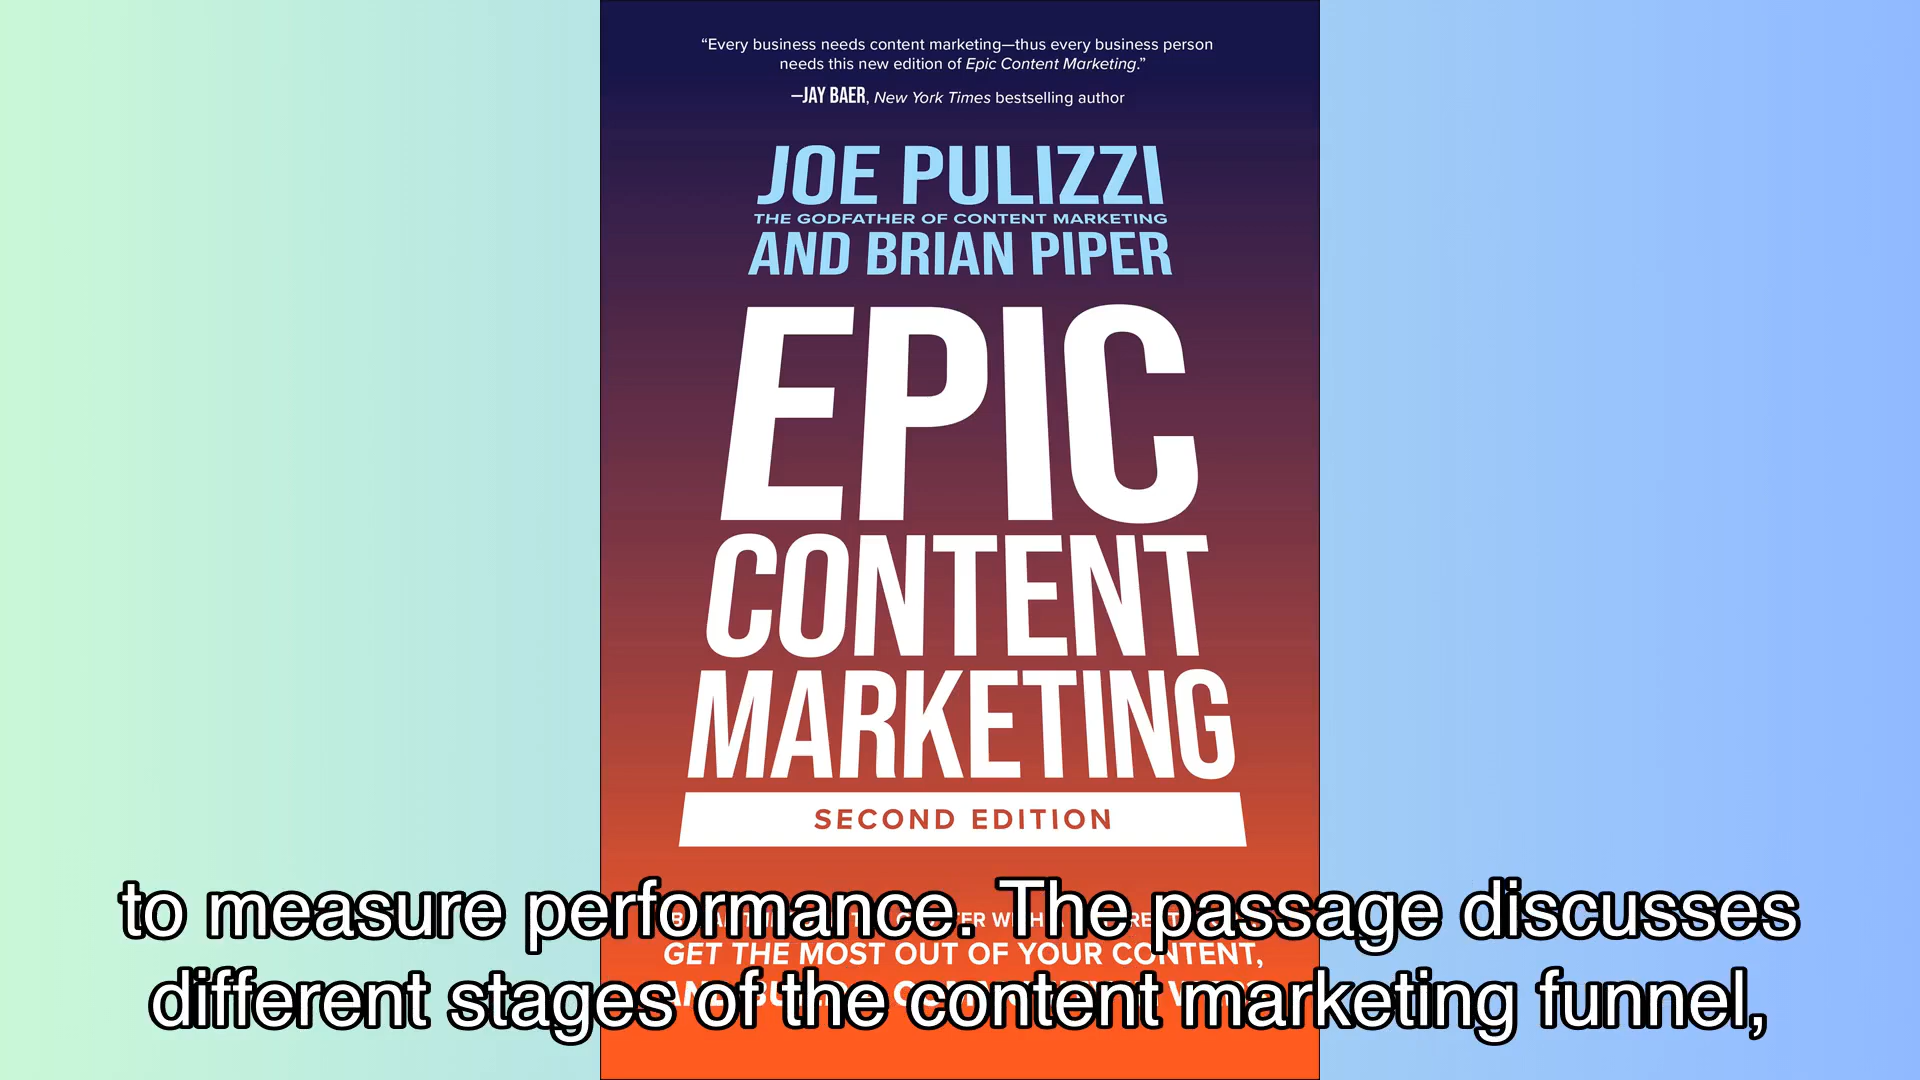 “Every business needs content marketing—thus every business person
needs this new edition of Epic Content Marketing.”
—JAY BAER, New York Times bestselling author
JOE PULIZZI
THE GODFATHER OF CONTENT MARKETING
AND BRIAN PIPER
EPIC
CONTENT
MARKETING
SECOND EDITION
to measure performance. The passage discusses
GET THE MOST OUT OF YOUR CONTENT,
different stages of the content marketing funnel,